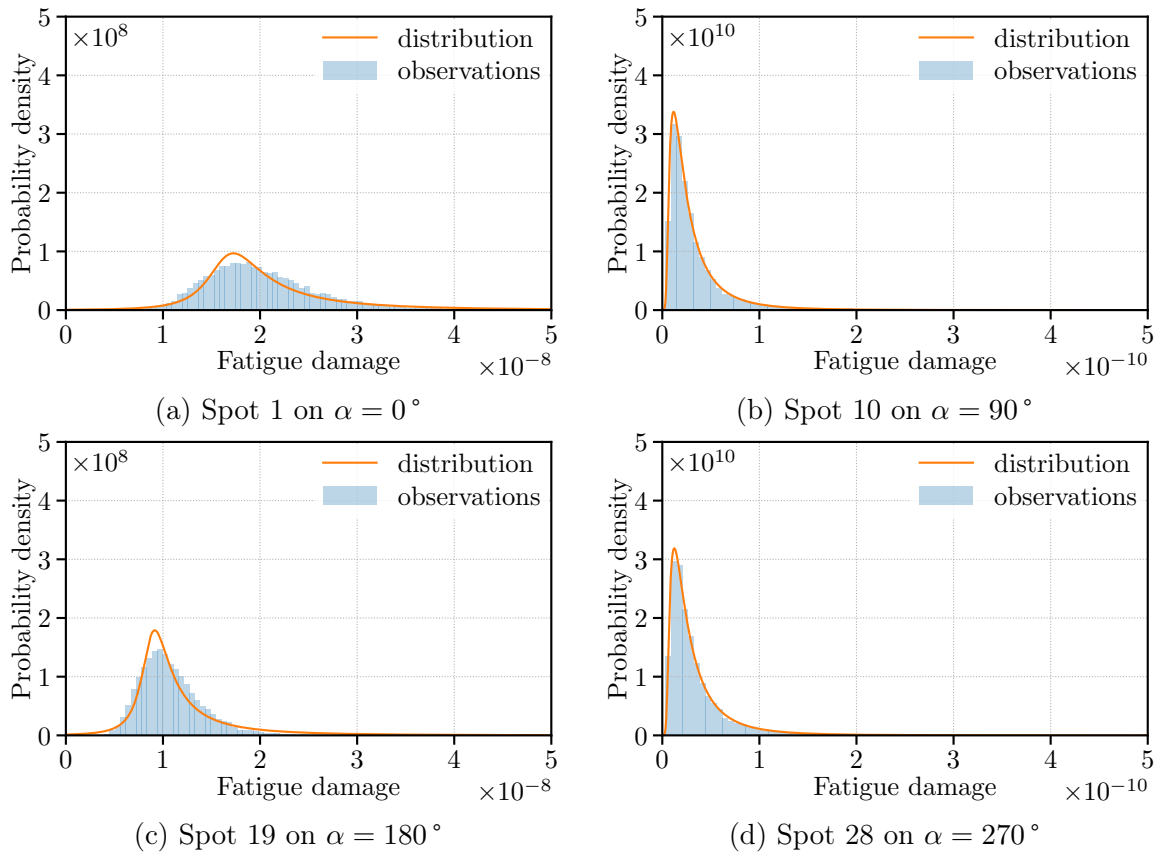 Probability density
×10^8
5
4
3
2
1
0
distribution
observations
0 1 2 3 4 5
Fatigue damage
×10^−8
(a) Spot 1 on α = 0°
Probability density
×10^10
5
4
3
2
1
0
distribution
observations
0 1 2 3 4 5
Fatigue damage
×10^−10
(b) Spot 10 on α = 90°
Probability density
×10^8
5
4
3
2
1
0
distribution
observations
0 1 2 3 4 5
Fatigue damage
×10^−8
(c) Spot 19 on α = 180°
Probability density
×10^10
5
4
3
2
1
0
distribution
observations
0 1 2 3 4 5
Fatigue damage
×10^−10
(d) Spot 28 on α = 270°